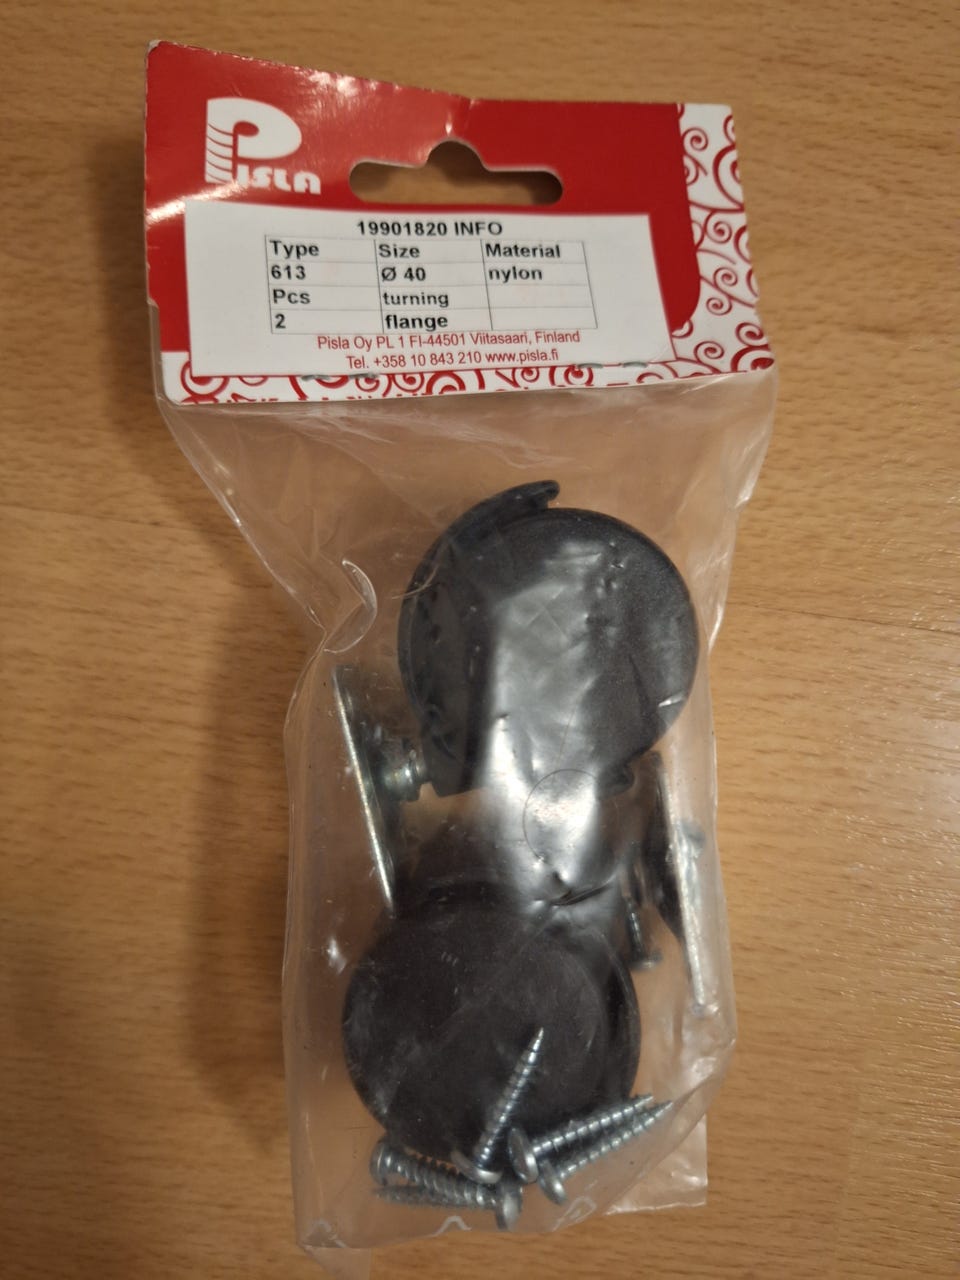 PISLA
19901820 INFO
Type Size Material
613 Ø 40 nylon
Pcs turning
2 flange
Pisla Oy PL 1 FI-44501 Viitasaari, Finland
Tel. +358 10 843 210 www.pisla.fi